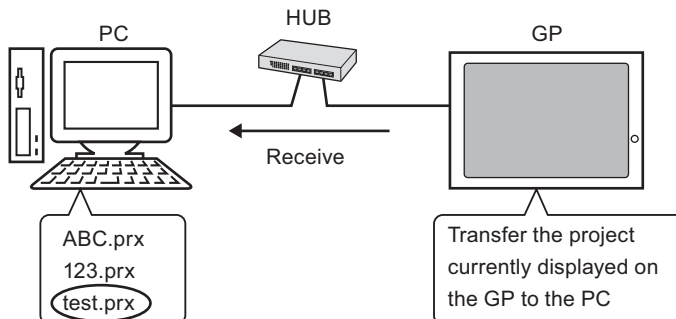 HUB
PC
GP
Receive
ABC.prx
123.prx
test.prx
Transfer the project
currently displayed on
the GP to the PC